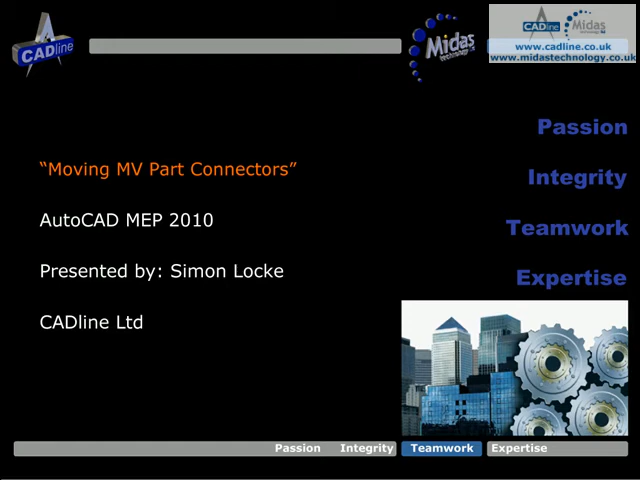 CADline
Midas
technology
CADline
Midas
technology
www.cadline.co.uk
www.midastechnology.co.uk
Passion
“Moving MV Part Connectors”
Integrity
AutoCAD MEP 2010
Teamwork
Presented by: Simon Locke
Expertise
CADline Ltd
Passion Integrity Teamwork Expertise